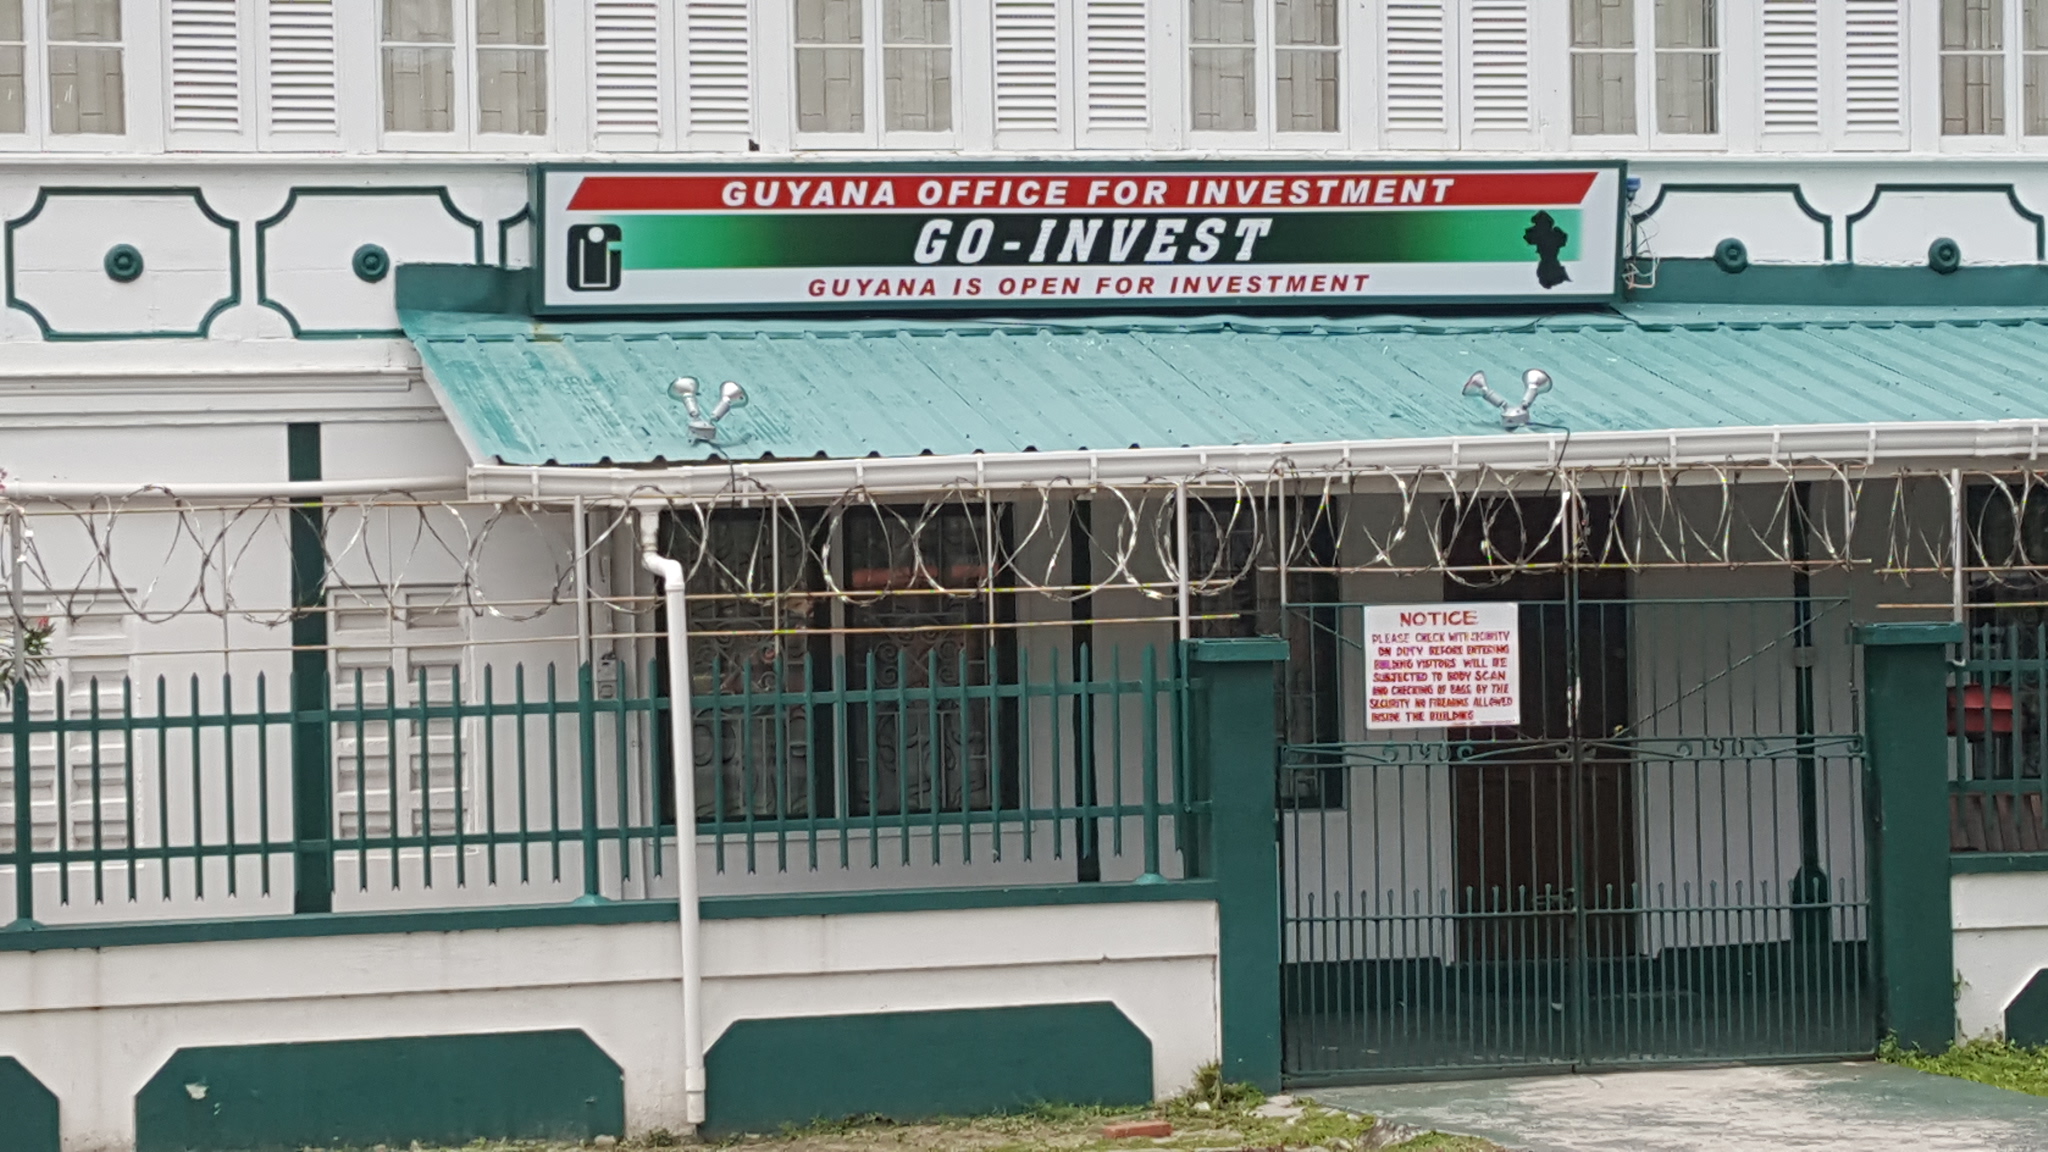 GUYANA OFFICE FOR INVESTMENT
GO-INVEST
GUYANA IS OPEN FOR INVESTMENT
NOTICE
PLEASE CHECK WITH SECURITY
ON DUTY BEFORE ENTERING
BUILDING VISITORS WILL BE
SUBJECTED TO BODY SCAN
AND CHECKING OF BAGS BY THE
SECURITY NO FIREARMS ALLOWED
INSIDE THE BUILDING